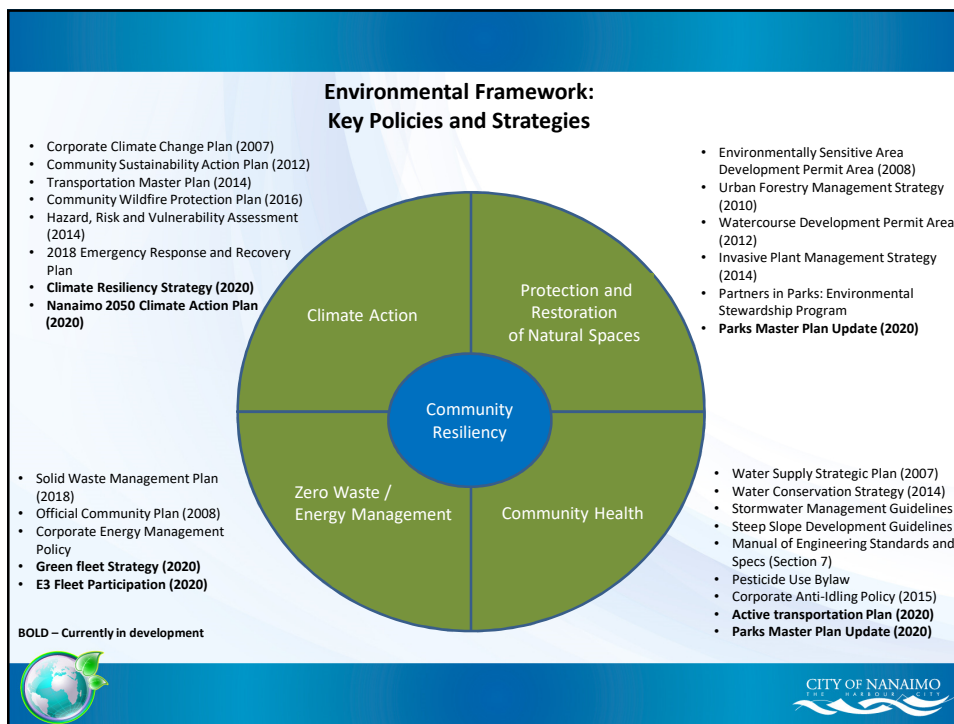 Environmental Framework:
Key Policies and Strategies
• Corporate Climate Change Plan (2007)
• Community Sustainability Action Plan (2012)
• Transportation Master Plan (2014)
• Community Wildfire Protection Plan (2016)
• Hazard, Risk and Vulnerability Assessment
(2014)
• 2018 Emergency Response and Recovery
Plan
• Climate Resiliency Strategy (2020)
• Nanaimo 2050 Climate Action Plan
(2020)
• Environmentally Sensitive Area
Development Permit Area (2008)
• Urban Forestry Management Strategy
(2010)
• Watercourse Development Permit Area
(2012)
• Invasive Plant Management Strategy
(2014)
• Partners in Parks: Environmental
Stewardship Program
• Parks Master Plan Update (2020)
Climate Action
Protection and
Restoration
of Natural Spaces
Community
Resiliency
Zero Waste /
Energy Management
Community Health
• Solid Waste Management Plan
(2018)
• Official Community Plan (2008)
• Corporate Energy Management
Policy
• Green fleet Strategy (2020)
• E3 Fleet Participation (2020)
• Water Supply Strategic Plan (2007)
• Water Conservation Strategy (2014)
• Stormwater Management Guidelines
• Steep Slope Development Guidelines
• Manual of Engineering Standards and
Specs (Section 7)
• Pesticide Use Bylaw
• Corporate Anti-Idling Policy (2015)
• Active transportation Plan (2020)
• Parks Master Plan Update (2020)
BOLD – Currently in development
CITY OF NANAIMO
THE HARBOUR CITY